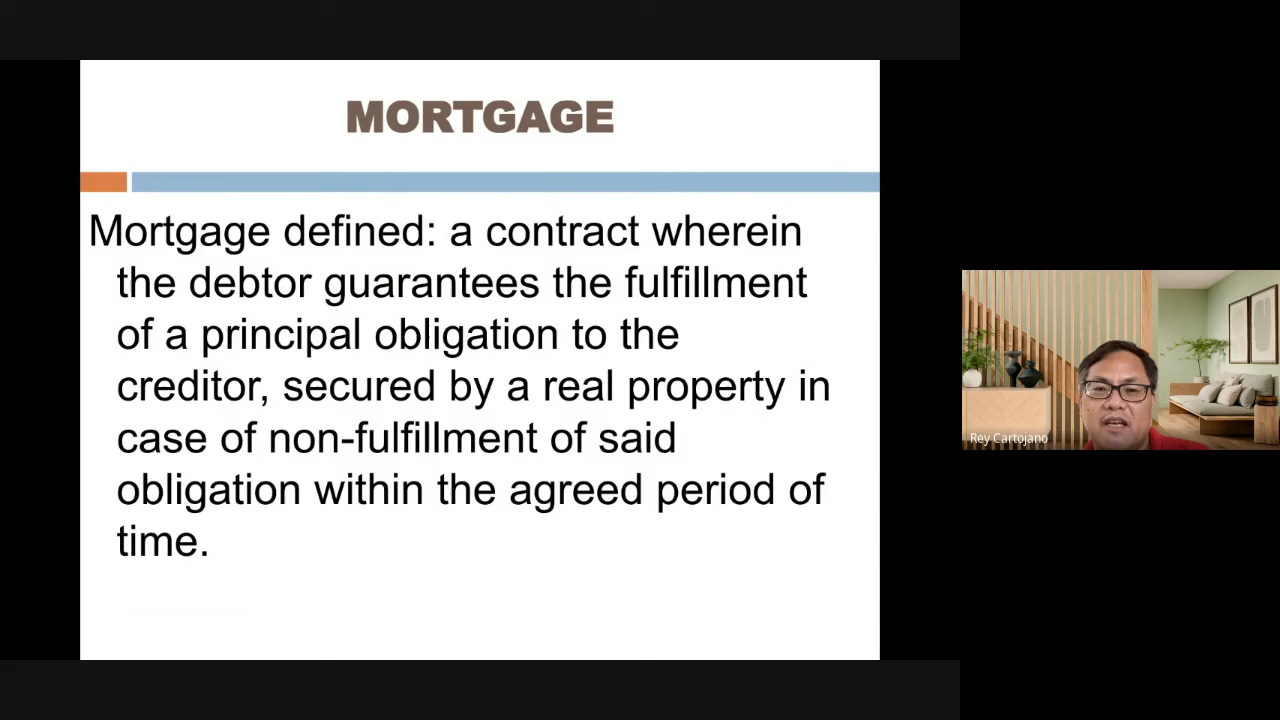 MORTGAGE
Mortgage defined: a contract wherein
the debtor guarantees the fulfillment
of a principal obligation to the
creditor, secured by a real property in
case of non-fulfillment of said
obligation within the agreed period of
time.
Rey Cartojano